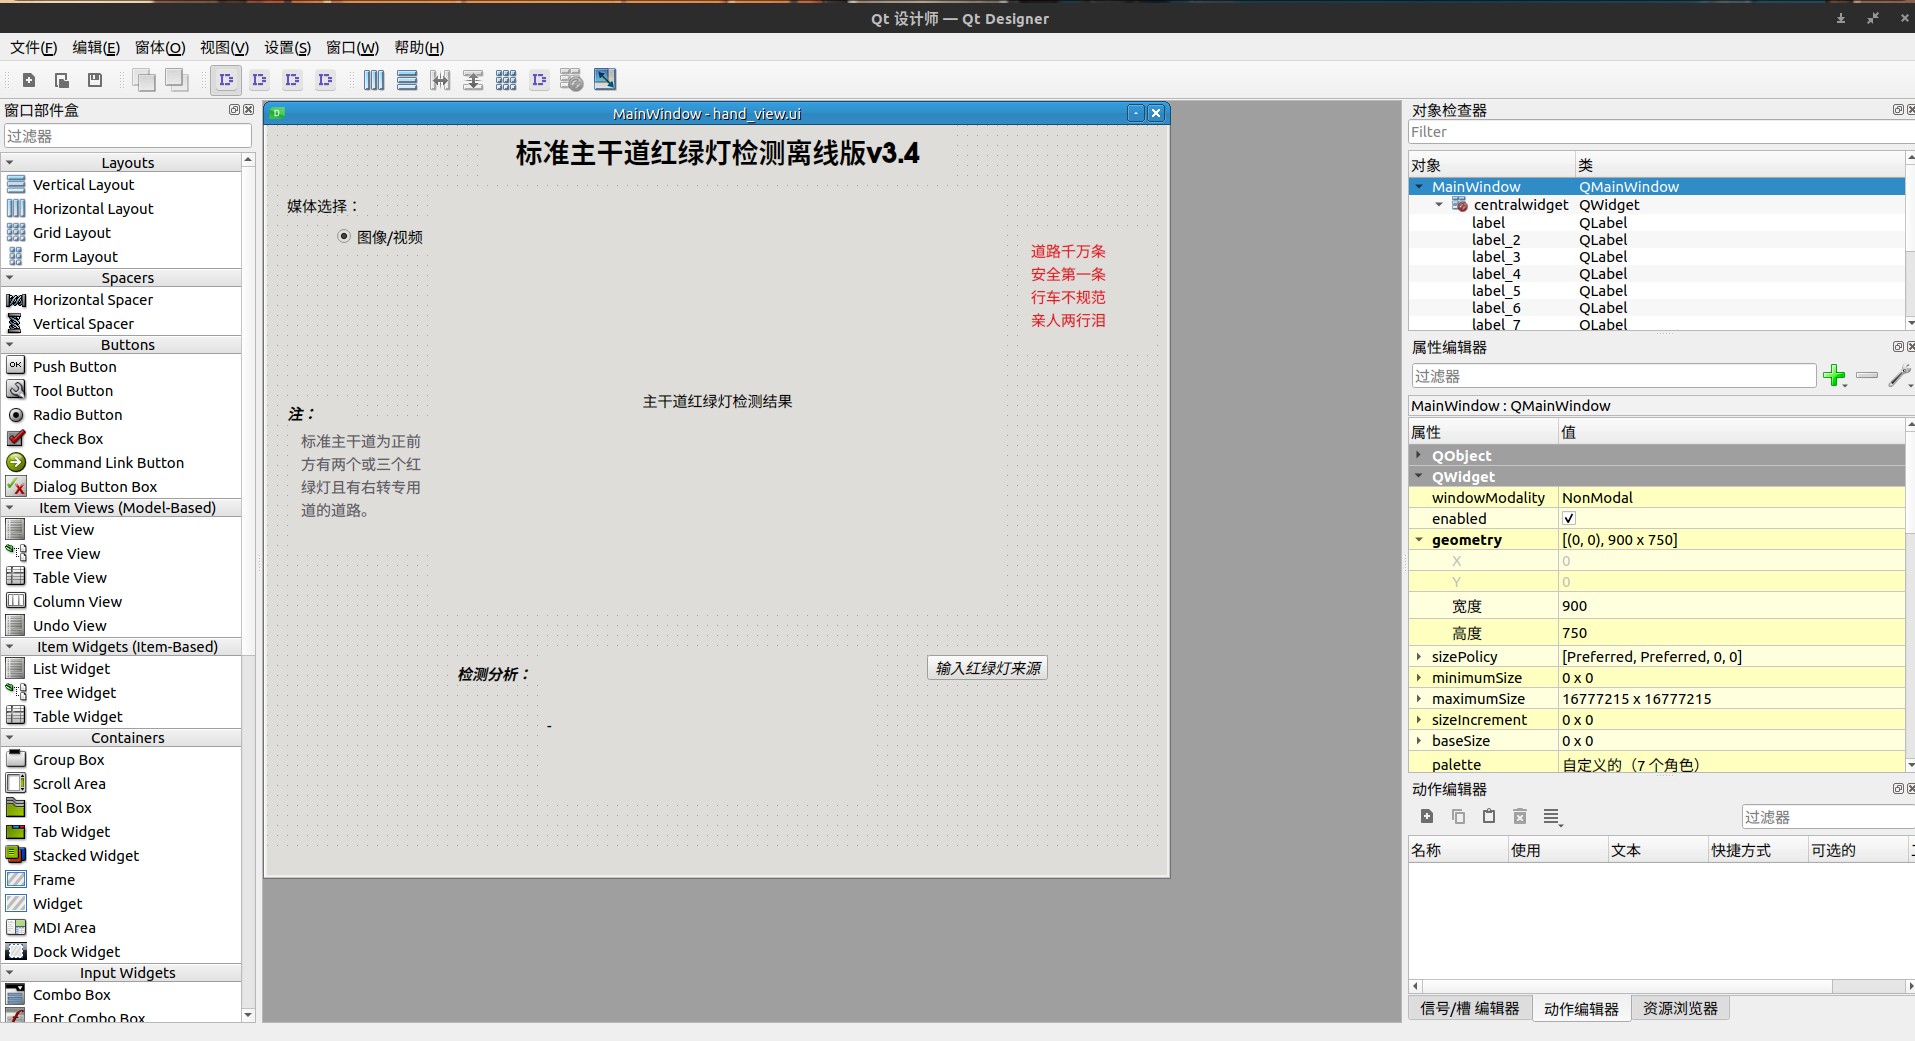 Qt 设计师 — Qt Designer
文件(F) 编辑(E) 窗体(O) 视图(V) 设置(S) 窗口(W) 帮助(H)
窗口部件盒
过滤器
Layouts
Vertical Layout
Horizontal Layout
Grid Layout
Form Layout
Spacers
Horizontal Spacer
Vertical Spacer
Buttons
Push Button
OK
Tool Button
Radio Button
Check Box
Command Link Button
Dialog Button Box
Item Views (Model-Based)
List View
Tree View
Table View
Column View
Undo View
Item Widgets (Item-Based)
List Widget
Tree Widget
Table Widget
Containers
Group Box
Scroll Area
Tool Box
Tab Widget
Stacked Widget
Frame
Widget
MDI Area
Dock Widget
Input Widgets
Combo Box
Font Combo Box
MainWindow - hand_view.ui
标准主干道红绿灯检测离线版v3.4
媒体选择：
图像/视频
道路千万条
安全第一条
行车不规范
亲人两行泪
主干道红绿灯检测结果
注：
标准主干道为正前
方有两个或三个红
绿灯且有右转专用
道的道路。
检测分析：
输入红绿灯来源
-
对象检查器
Filter
对象 类
MainWindow QMainWindow
centralwidget QWidget
label QLabel
label_2 QLabel
label_3 QLabel
label_4 QLabel
label_5 QLabel
label_6 QLabel
label_7 QLabel
属性编辑器
过滤器
MainWindow : QMainWindow
属性 值
QObject
QWidget
windowModality NonModal
enabled
geometry [(0, 0), 900 x 750]
X 0
Y 0
宽度 900
高度 750
sizePolicy [Preferred, Preferred, 0, 0]
minimumSize 0 x 0
maximumSize 16777215 x 16777215
sizeIncrement 0 x 0
baseSize 0 x 0
palette 自定义的（7 个角色）
动作编辑器
过滤器
名称 使用 文本 快捷方式 可选的
信号/槽 编辑器 动作编辑器 资源浏览器